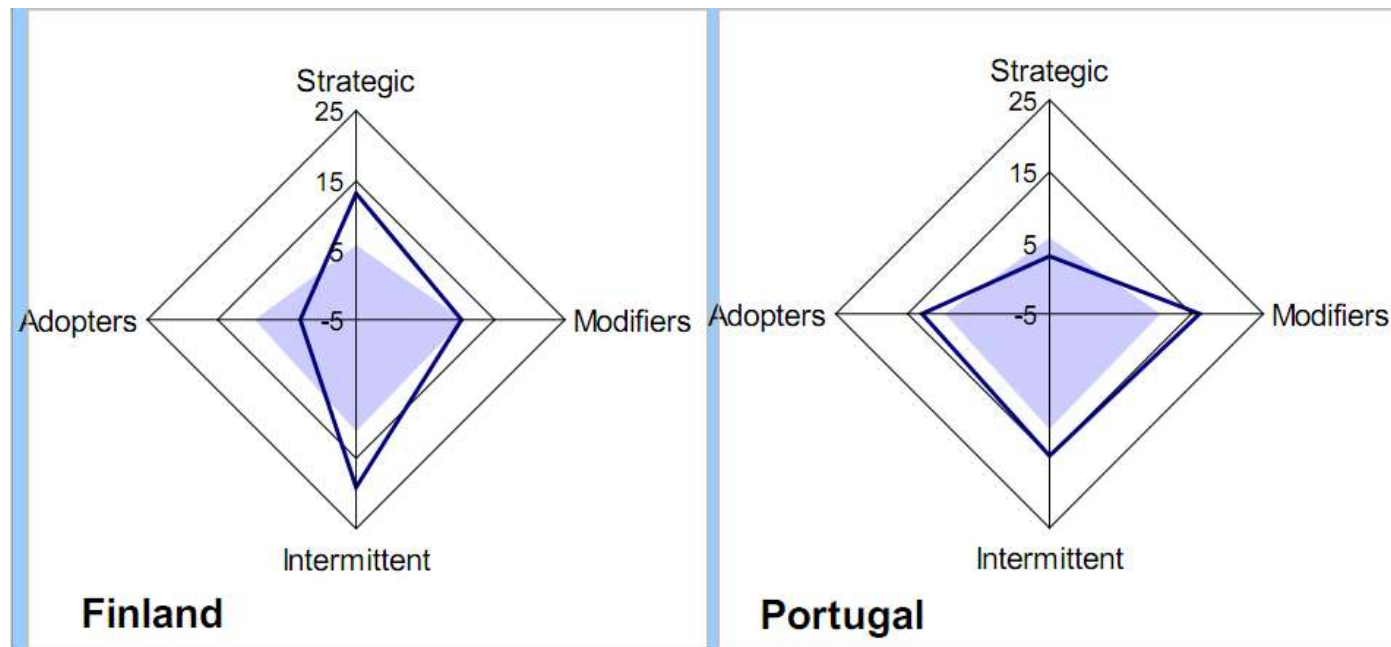 Strategic
25
15
5
-5
Adopters
Modifiers
Intermittent
Finland
Strategic
25
15
5
-5
Adopters
Modifiers
Intermittent
Portugal